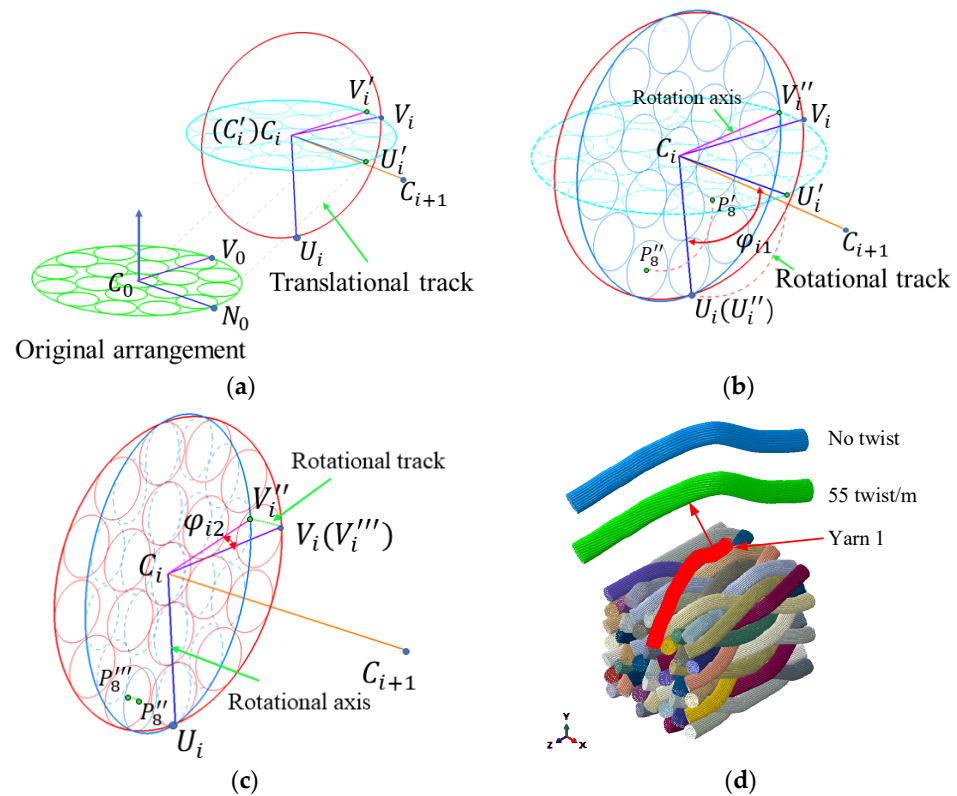 V_i'
V_i
(C_i')C_i
U_i'
C_{i+1}
U_i
V_0
C_0
N_0
Translational track
Original arrangement
(a)
V_i''
Rotation axis
V_i
C_i
P_8'
U_i'
φ_{i1}
C_{i+1}
P_8''
Rotational track
U_i(U_i'')
(b)
Rotational track
V_i''
φ_{i2}
V_i(V_i''')
C_i
C_{i+1}
P_8'''
P_8''
Rotational axis
U_i
(c)
No twist
55 twist/m
Yarn 1
Y
Z
X
(d)